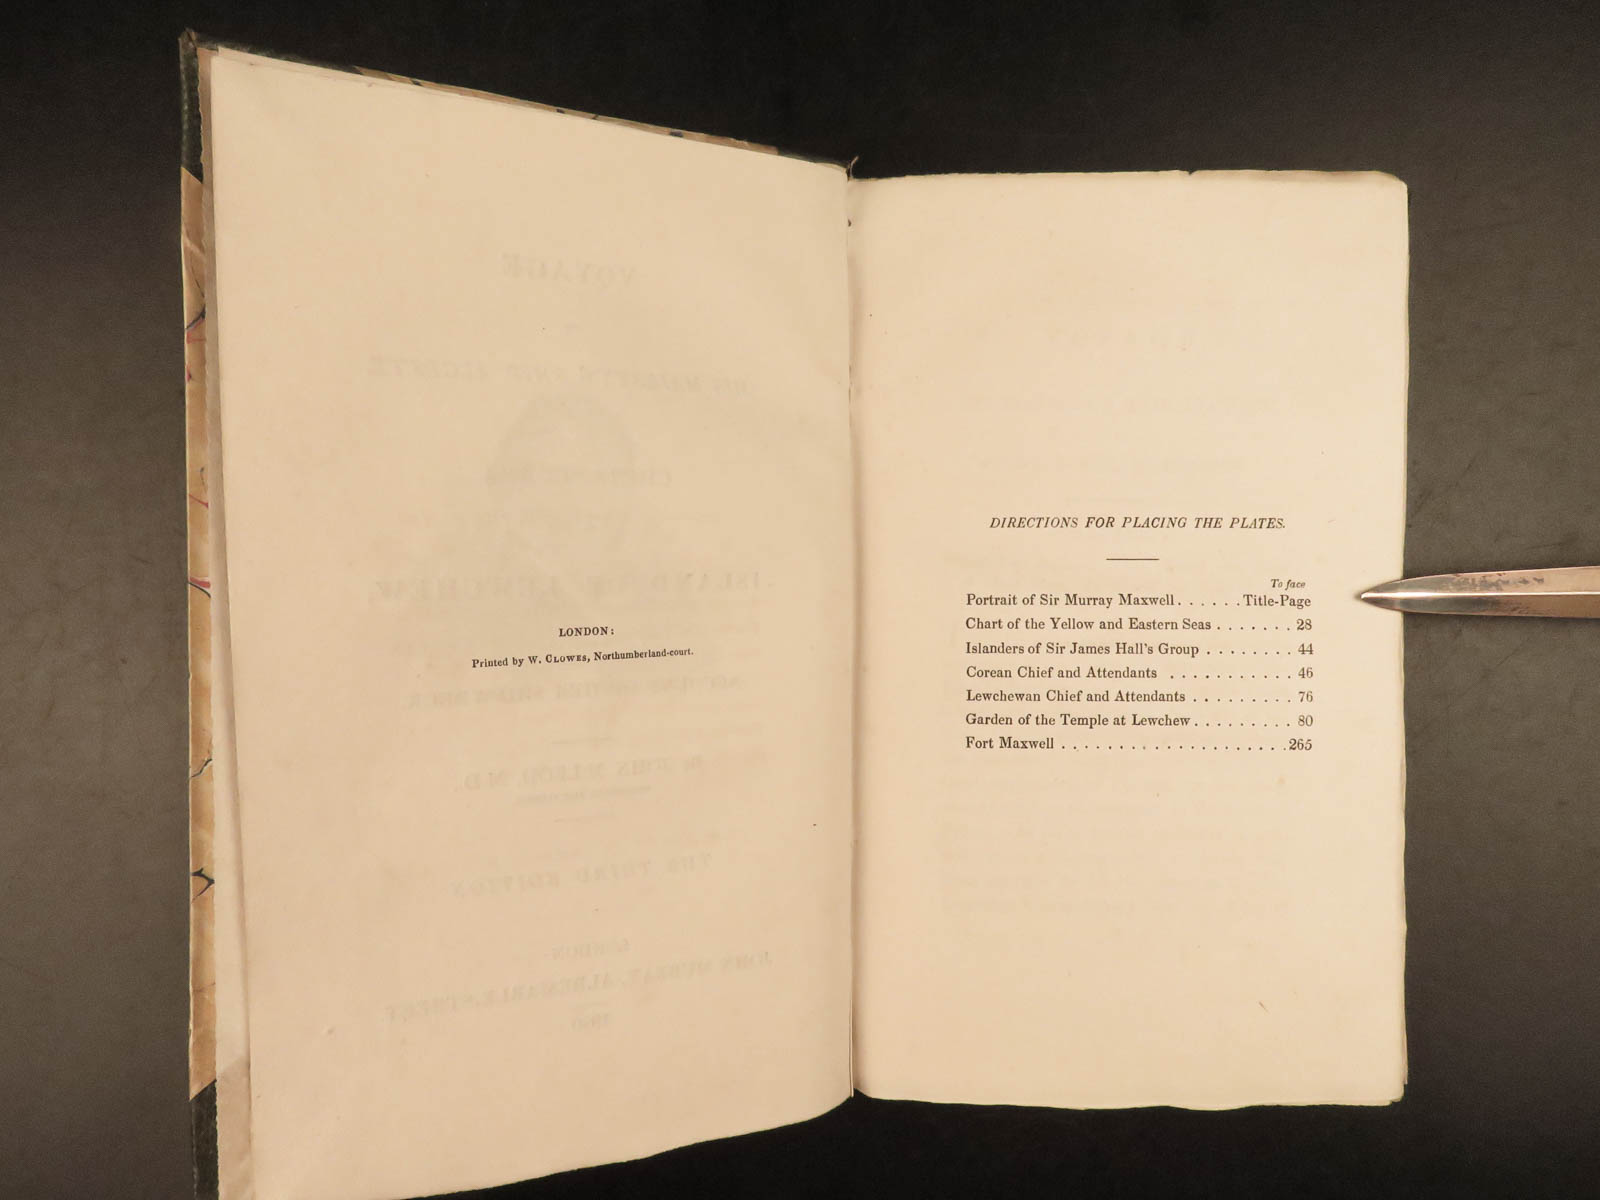 LONDON:
Printed by W. CLOWES, Northumberland-court.
DIRECTIONS FOR PLACING THE PLATES.
To face
Portrait of Sir Murray Maxwell . . . . . . Title-Page
Chart of the Yellow and Eastern Seas . . . . . . . 28
Islanders of Sir James Hall's Group . . . . . . . . 44
Corean Chief and Attendants . . . . . . . . . . . 46
Lewchewan Chief and Attendants . . . . . . . . . 76
Garden of the Temple at Lewchew . . . . . . . . . 80
Fort Maxwell . . . . . . . . . . . . . . . . . . . . 265